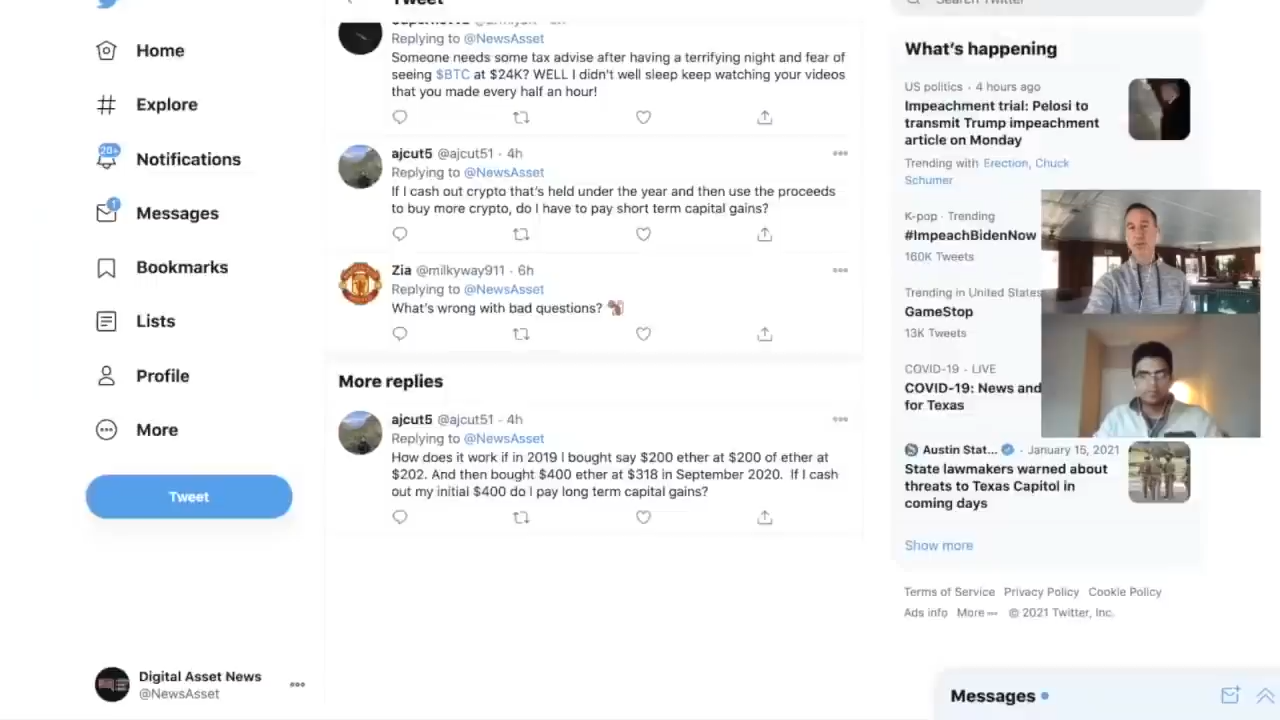 Tweet
Search Twitter
Home
Explore
20+
Notifications
1
Messages
Bookmarks
Lists
Profile
More
Tweet
Digital Asset News
@NewsAsset
Replying to @NewsAsset
Someone needs some tax advise after having a terrifying night and fear of
seeing $BTC at $24K? WELL I didn't well sleep keep watching your videos
that you made every half an hour!
ajcut5 @ajcut51 · 4h
Replying to @NewsAsset
If I cash out crypto that's held under the year and then use the proceeds
to buy more crypto, do I have to pay short term capital gains?
Zia @milkyway911 · 6h
Replying to @NewsAsset
What's wrong with bad questions?
More replies
ajcut5 @ajcut51 · 4h
Replying to @NewsAsset
How does it work if in 2019 I bought say $200 ether at $200 of ether at
$202. And then bought $400 ether at $318 in September 2020. If I cash
out my initial $400 do I pay long term capital gains?
What's happening
US politics · 4 hours ago
Impeachment trial: Pelosi to
transmit Trump impeachment
article on Monday
Trending with Erection, Chuck
Schumer
K-pop · Trending
#ImpeachBidenNow
160K Tweets
Trending in United States
GameStop
13K Tweets
COVID-19 · LIVE
COVID-19: News and
for Texas
Austin Stat... · January 15, 2021
State lawmakers warned about
threats to Texas Capitol in
coming days
Show more
Terms of Service Privacy Policy Cookie Policy
Ads info More ··· © 2021 Twitter, Inc.
Messages